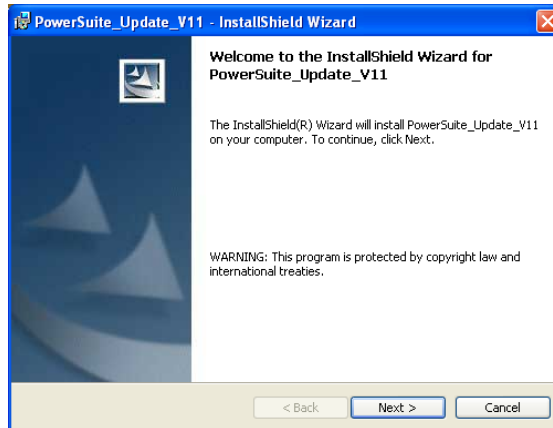 PowerSuite_Update_V11 - InstallShield Wizard
Welcome to the InstallShield Wizard for
PowerSuite_Update_V11
The InstallShield(R) Wizard will install PowerSuite_Update_V11
on your computer. To continue, click Next.
WARNING: This program is protected by copyright law and
international treaties.
< Back Next > Cancel